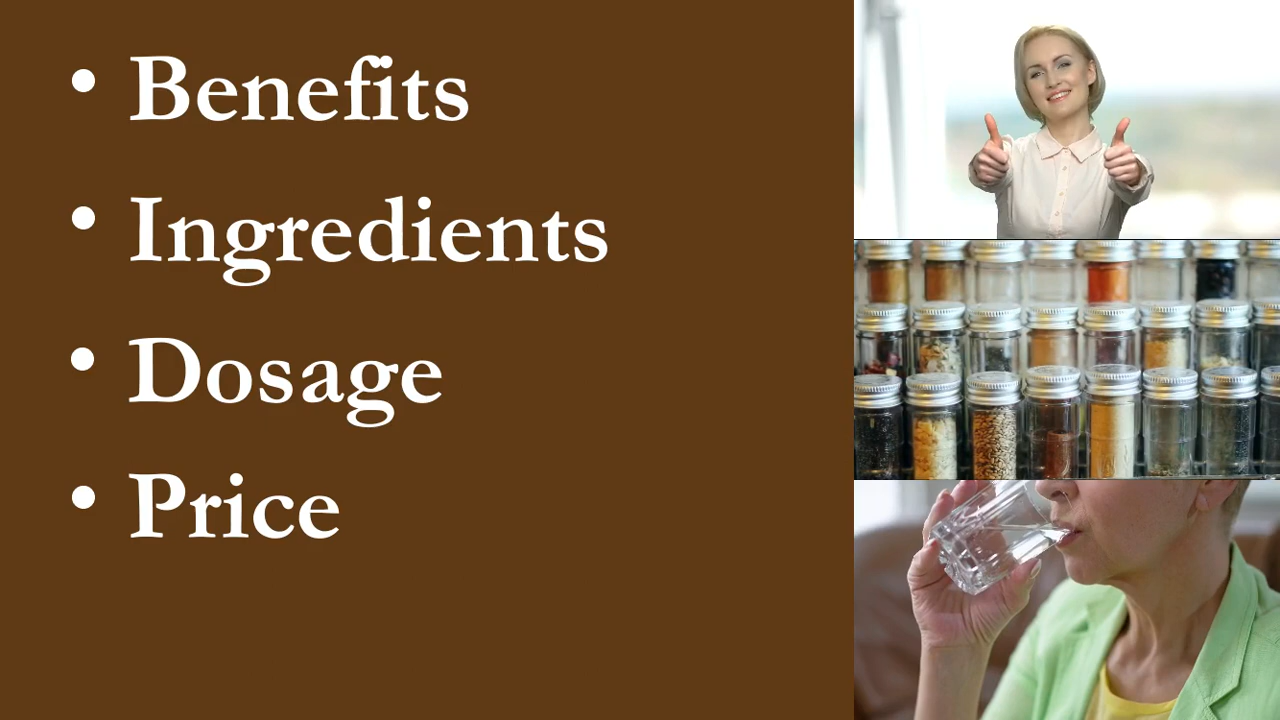 • Benefits
• Ingredients
• Dosage
• Price